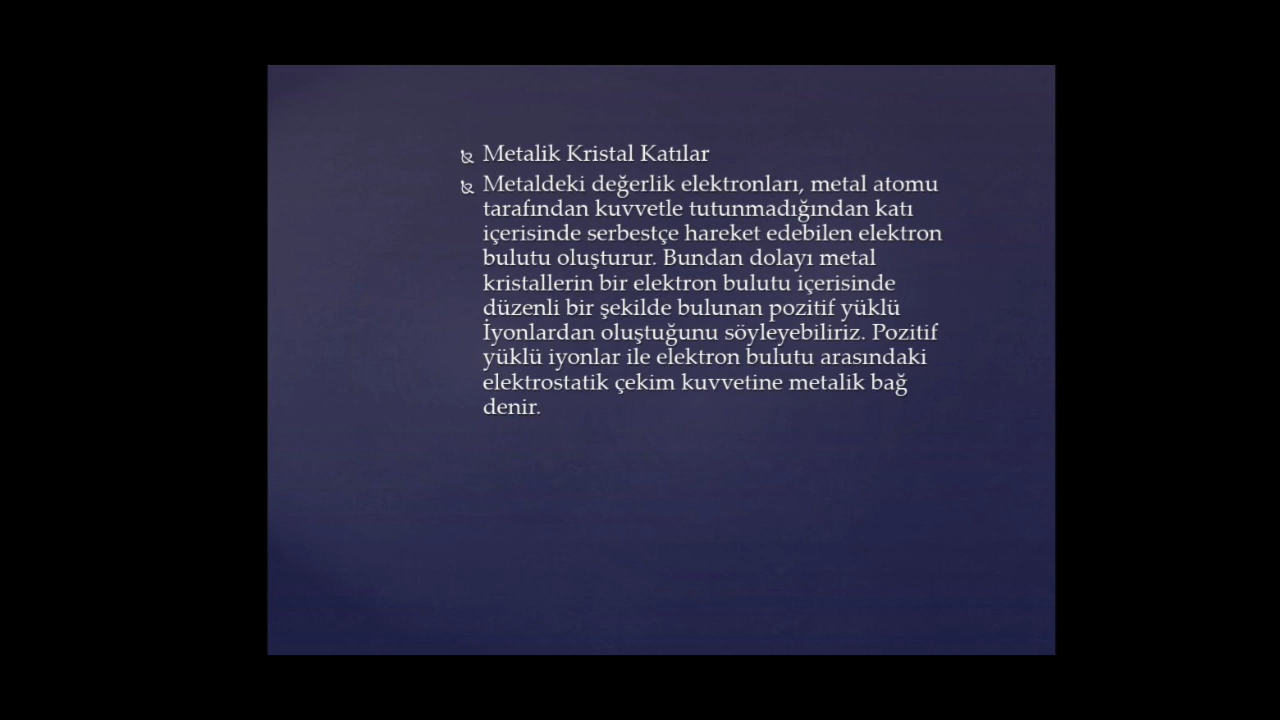 Metalik Kristal Katılar
Metaldeki değerlik elektronları, metal atomu
tarafından kuvvetle tutunmadığından katı
içerisinde serbestçe hareket edebilen elektron
bulutu oluşturur. Bundan dolayı metal
kristallerin bir elektron bulutu içerisinde
düzenli bir şekilde bulunan pozitif yüklü
İyonlardan oluştuğunu söyleyebiliriz. Pozitif
yüklü iyonlar ile elektron bulutu arasındaki
elektrostatik çekim kuvvetine metalik bağ
denir.